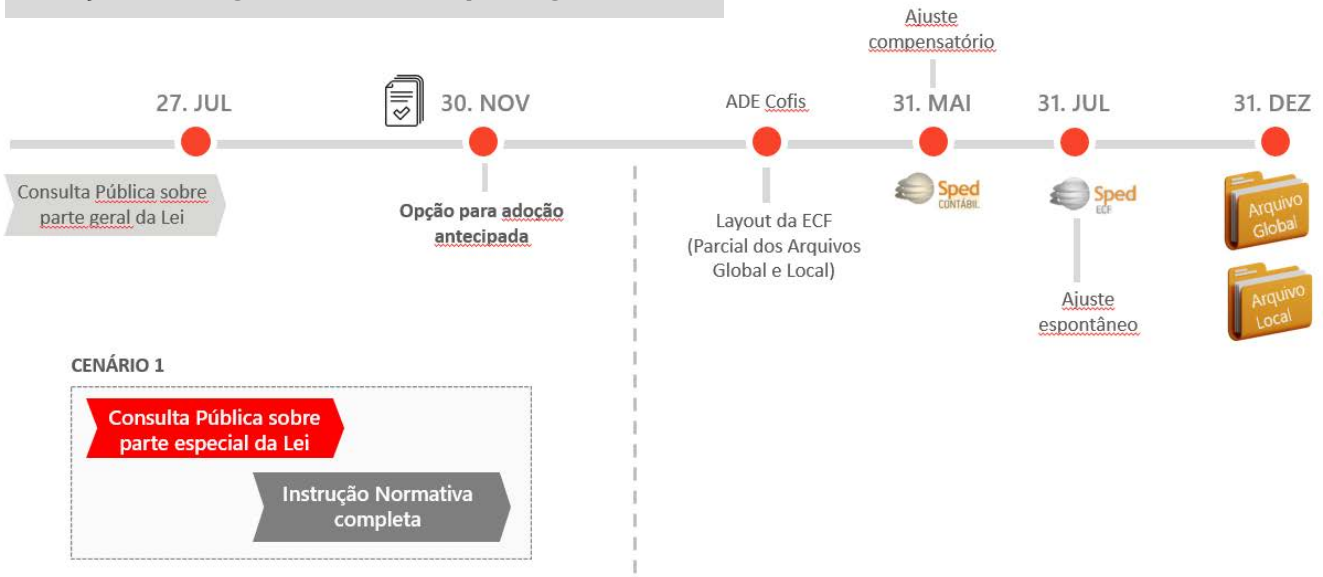 Ajuste
compensatório
27. JUL
30. NOV
ADE Cofis
31. MAI
31. JUL
31. DEZ
Consulta Pública sobre
parte geral da Lei
Opção para adoção
antecipada
Layout da ECF
(Parcial dos Arquivos
Global e Local)
Sped
CONTÁBIL
Sped
ECF
Ajuste
espontâneo
Arquivo
Global
Arquivo
Local
CENÁRIO 1
Consulta Pública sobre
parte especial da Lei
Instrução Normativa
completa